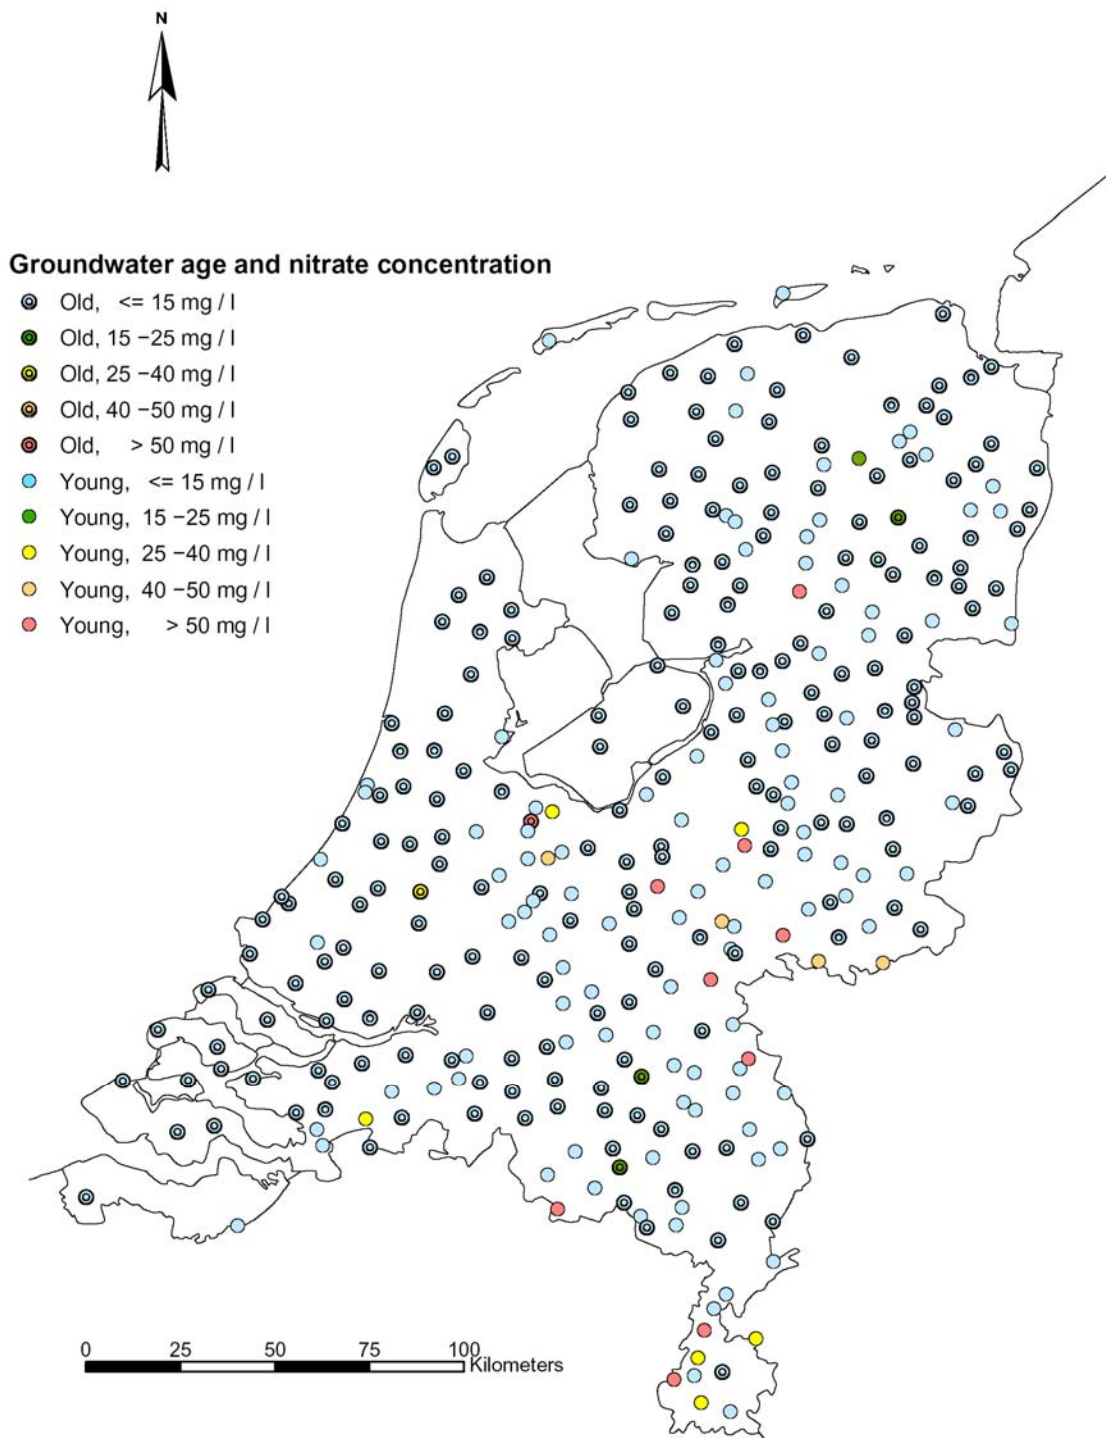 N
Groundwater age and nitrate concentration
Old, <= 15 mg / l
Old, 15 −25 mg / l
Old, 25 −40 mg / l
Old, 40 −50 mg / l
Old, > 50 mg / l
Young, <= 15 mg / l
Young, 15 −25 mg / l
Young, 25 −40 mg / l
Young, 40 −50 mg / l
Young, > 50 mg / l
0 25 50 75 100
Kilometers